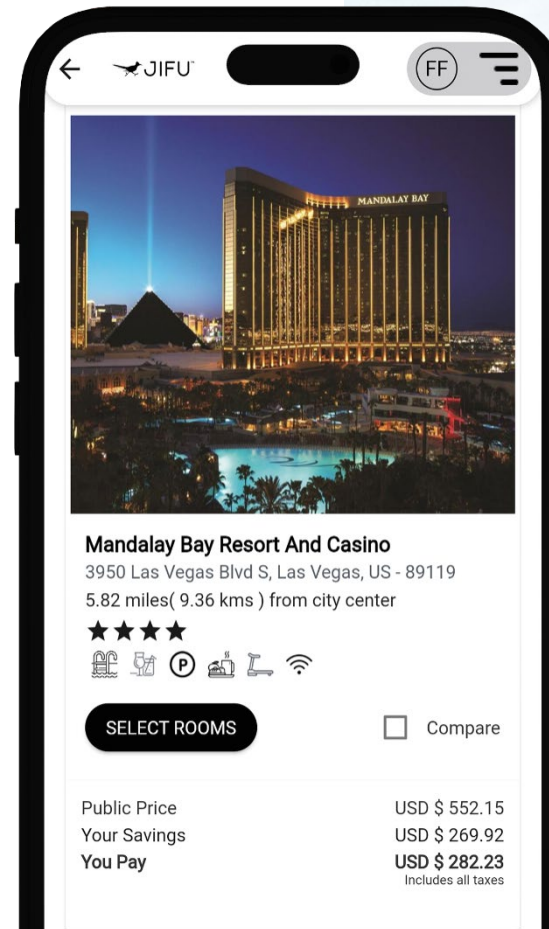 JIFU
FF
MANDALAY BAY
Mandalay Bay Resort And Casino
3950 Las Vegas Blvd S, Las Vegas, US - 89119
5.82 miles( 9.36 kms ) from city center
P
SELECT ROOMS
Compare
Public Price USD $ 552.15
Your Savings USD $ 269.92
You Pay USD $ 282.23
Includes all taxes